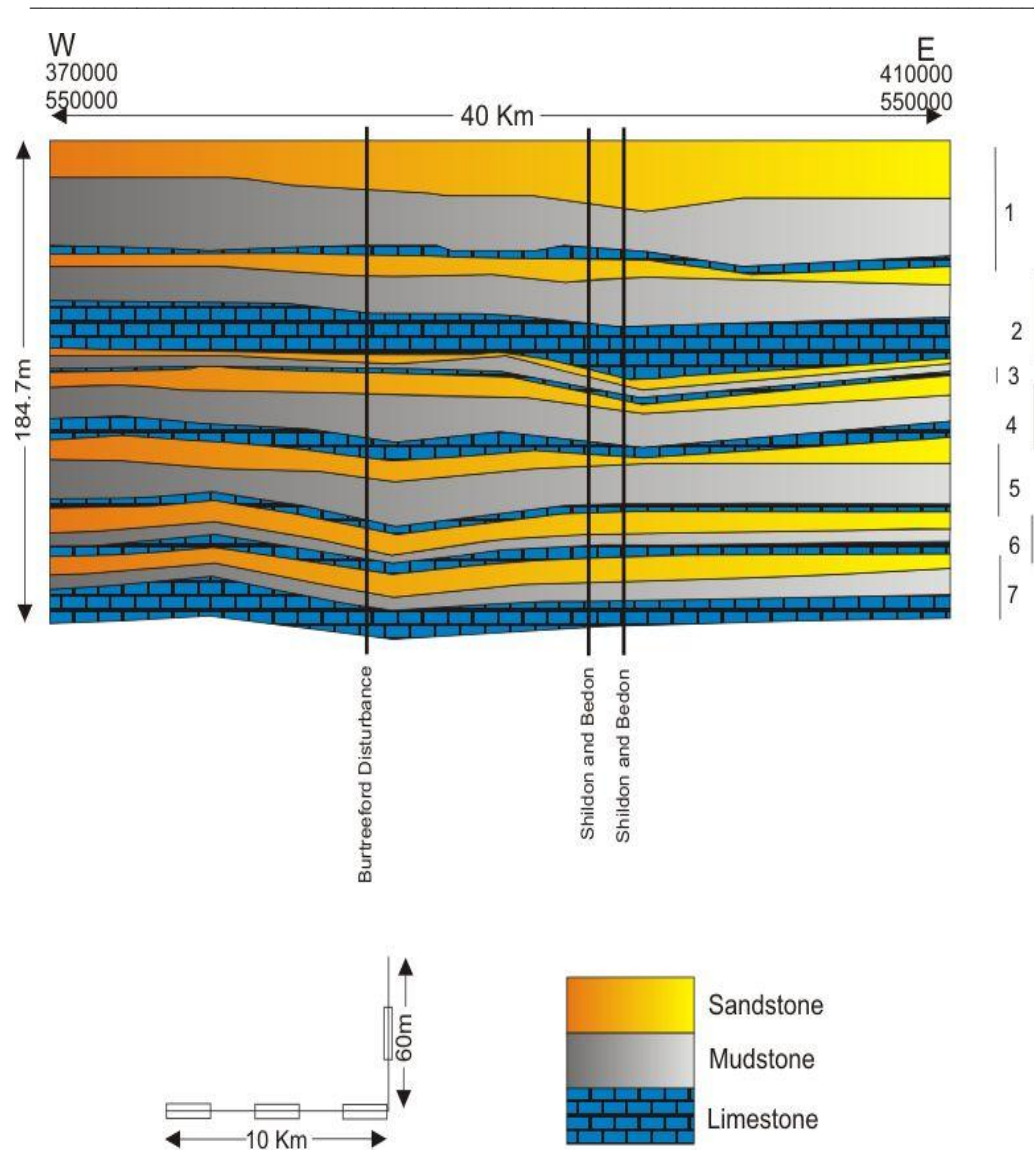 W
370000
550000
E
410000
550000
40 Km
184.7m
1
2
3
4
5
6
7
Burtreeford Disturbance
Shildon and Bedon
Shildon and Bedon
60m
10 Km
Sandstone
Mudstone
Limestone